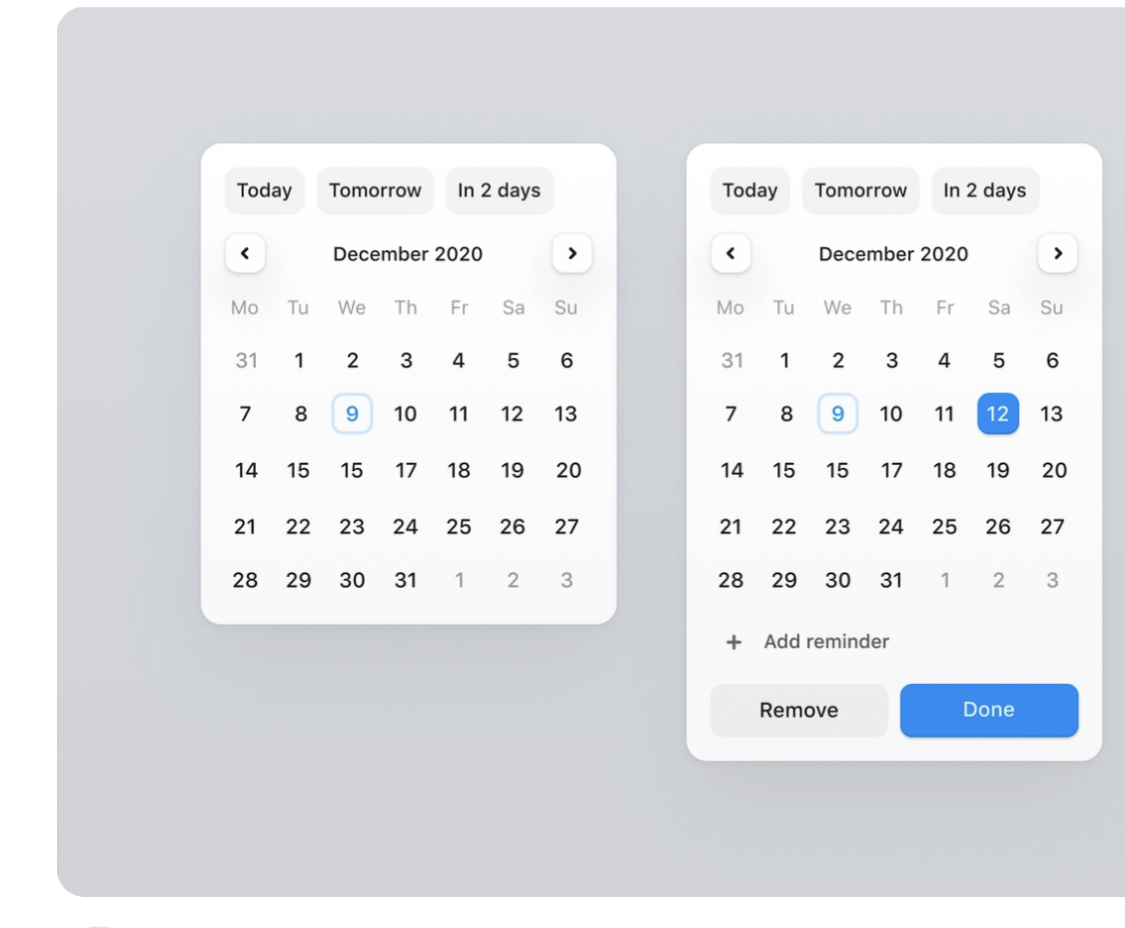 Today Tomorrow In 2 days
December 2020
Mo Tu We Th Fr Sa Su
31 1 2 3 4 5 6
7 8 9 10 11 12 13
14 15 15 17 18 19 20
21 22 23 24 25 26 27
28 29 30 31 1 2 3
Today Tomorrow In 2 days
December 2020
Mo Tu We Th Fr Sa Su
31 1 2 3 4 5 6
7 8 9 10 11 12 13
14 15 15 17 18 19 20
21 22 23 24 25 26 27
28 29 30 31 1 2 3
+ Add reminder
Remove Done